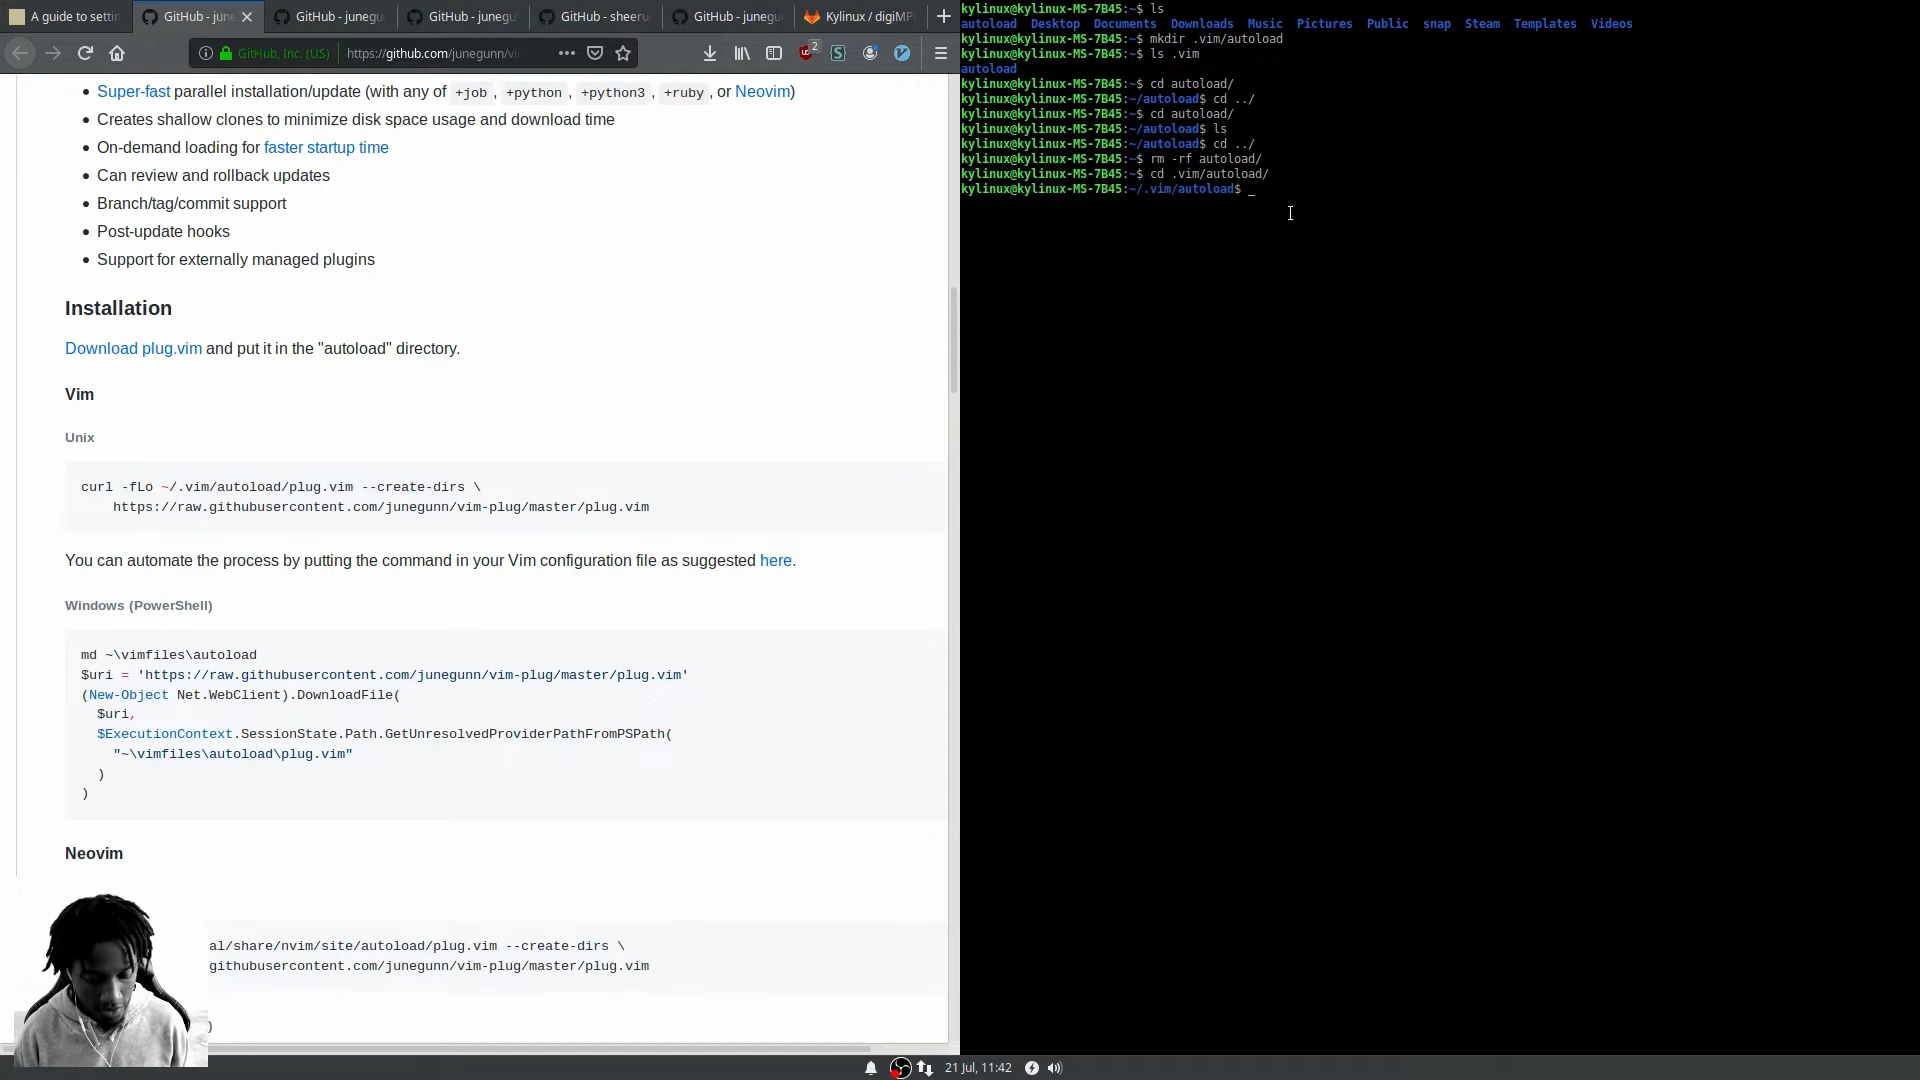 A guide to settin
GitHub - june
GitHub - junegu
GitHub - junegu
GitHub - sheeru
GitHub - junegu
Kylinux / digiMP
GitHub, Inc. (US)
https://github.com/junegunn/vi
2
Super-fast parallel installation/update (with any of +job, +python, +python3, +ruby, or Neovim)
Creates shallow clones to minimize disk space usage and download time
On-demand loading for faster startup time
Can review and rollback updates
Branch/tag/commit support
Post-update hooks
Support for externally managed plugins
Installation
Download plug.vim and put it in the "autoload" directory.
Vim
Unix
curl -fLo ~/.vim/autoload/plug.vim --create-dirs \
https://raw.githubusercontent.com/junegunn/vim-plug/master/plug.vim
You can automate the process by putting the command in your Vim configuration file as suggested here.
Windows (PowerShell)
md ~\vimfiles\autoload
$uri = 'https://raw.githubusercontent.com/junegunn/vim-plug/master/plug.vim'
(New-Object Net.WebClient).DownloadFile(
$uri,
$ExecutionContext.SessionState.Path.GetUnresolvedProviderPathFromPSPath(
"~\vimfiles\autoload\plug.vim"
)
)
Neovim
al/share/nvim/site/autoload/plug.vim --create-dirs \
githubusercontent.com/junegunn/vim-plug/master/plug.vim
)
kylinux@kylinux-MS-7B45:~$ ls
autoload Desktop Documents Downloads Music Pictures Public snap Steam Templates Videos
kylinux@kylinux-MS-7B45:~$ mkdir .vim/autoload
kylinux@kylinux-MS-7B45:~$ ls .vim
autoload
kylinux@kylinux-MS-7B45:~$ cd autoload/
kylinux@kylinux-MS-7B45:~/autoload$ cd ../
kylinux@kylinux-MS-7B45:~$ cd autoload/
kylinux@kylinux-MS-7B45:~/autoload$ ls
kylinux@kylinux-MS-7B45:~/autoload$ cd ../
kylinux@kylinux-MS-7B45:~$ rm -rf autoload/
kylinux@kylinux-MS-7B45:~$ cd .vim/autoload/
kylinux@kylinux-MS-7B45:~/.vim/autoload$ _
21 Jul, 11:42